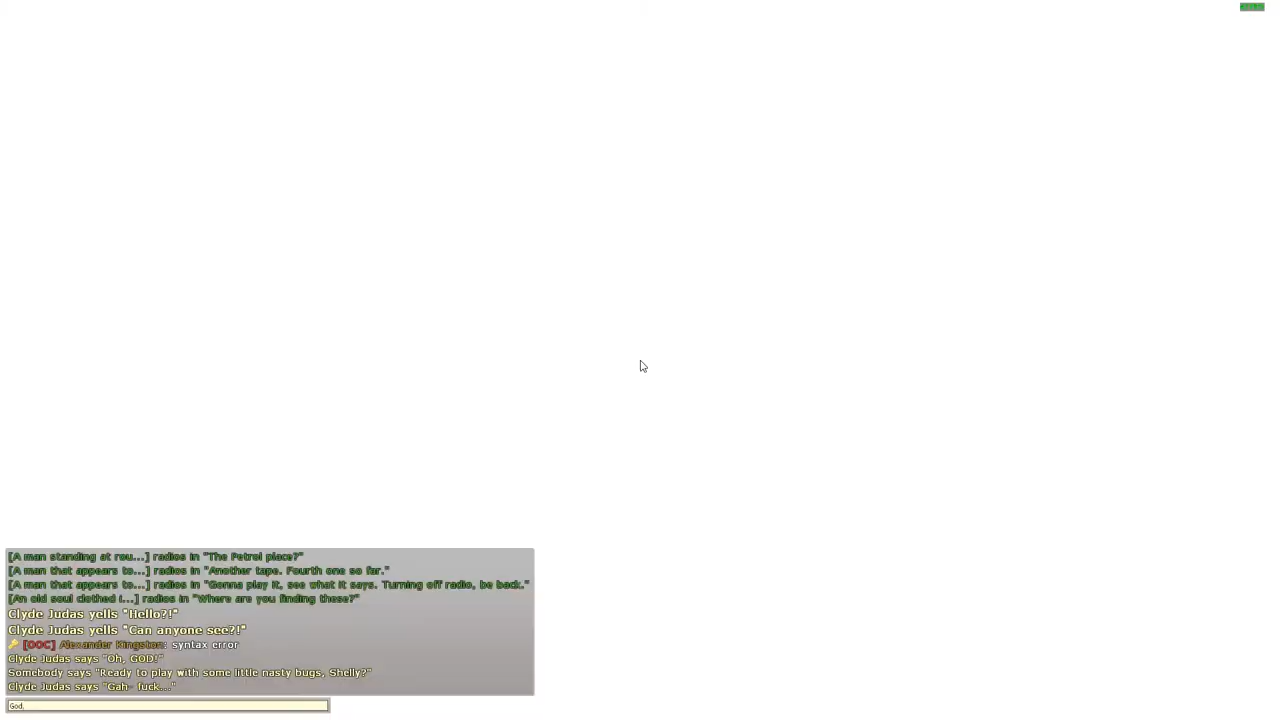 [A man standing at rou...] radios in "The Petrol place?"
[A man that appears to...] radios in "Another tape. Fourth one so far."
[A man that appears to...] radios in "Gonna play it, see what it says. Turning off radio, be back."
[An old soul clothed i...] radios in "Where are you finding these?"
Clyde Judas yells "Hello?!"
Clyde Judas yells "Can anyone see?!"
[OOC] Alexander Kingston: syntax error
Clyde Judas says "Oh, GOD!"
Somebody says "Ready to play with some little nasty bugs, Shelly?"
Clyde Judas says "Gah- fuck..."
God,